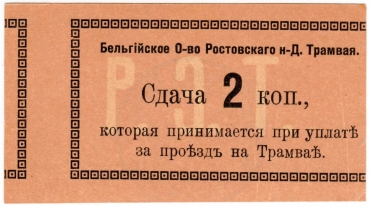 Бельгійское О-во Ростовскаго н-Д. Трамвая.
Р.Э.Т.
Сдача 2 коп.,
которая принимается при уплатѣ
за проѣздъ на Трамваѣ.